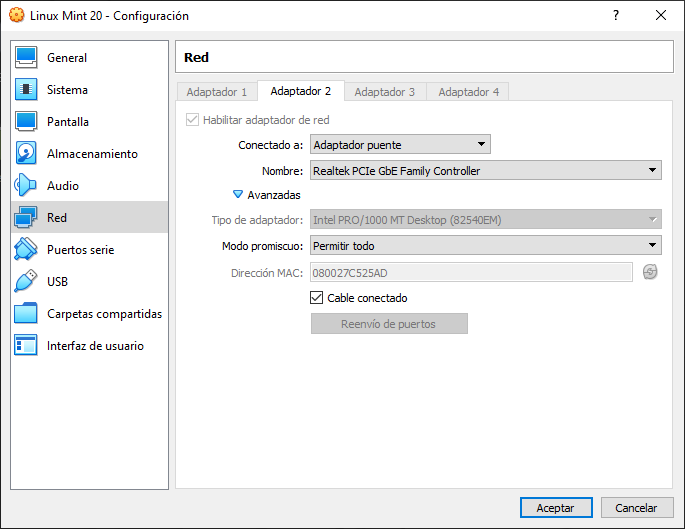 Linux Mint 20 - Configuración
General
Sistema
Pantalla
Almacenamiento
Audio
Red
Puertos serie
USB
Carpetas compartidas
Interfaz de usuario
Red
Adaptador 1 Adaptador 2 Adaptador 3 Adaptador 4
Habilitar adaptador de red
Conectado a: Adaptador puente
Nombre: Realtek PCIe GbE Family Controller
Avanzadas
Tipo de adaptador: Intel PRO/1000 MT Desktop (82540EM)
Modo promiscuo: Permitir todo
Dirección MAC: 080027C525AD
Cable conectado
Reenvío de puertos
Aceptar Cancelar